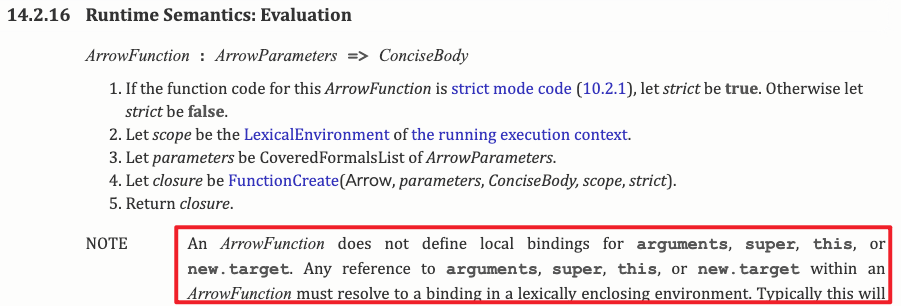 14.2.16 Runtime Semantics: Evaluation
ArrowFunction : ArrowParameters => ConciseBody
1. If the function code for this ArrowFunction is strict mode code (10.2.1), let strict be true. Otherwise let
strict be false.
2. Let scope be the LexicalEnvironment of the running execution context.
3. Let parameters be CoveredFormalsList of ArrowParameters.
4. Let closure be FunctionCreate(Arrow, parameters, ConciseBody, scope, strict).
5. Return closure.
NOTE An ArrowFunction does not define local bindings for arguments, super, this, or
new.target. Any reference to arguments, super, this, or new.target within an
ArrowFunction must resolve to a binding in a lexically enclosing environment. Typically this will